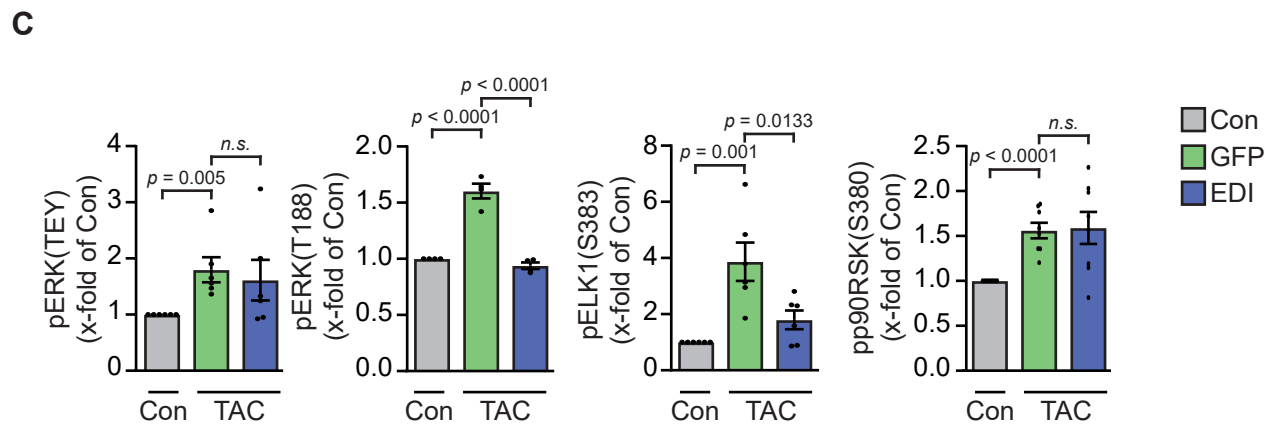 C
pERK(TEY)
(x-fold of Con)
4
3
2
1
0
p = 0.005
n.s.
Con
TAC
pERK(T188)
(x-fold of Con)
2.0
1.5
1.0
0.5
0.0
p < 0.0001
p < 0.0001
Con
TAC
pELK1(S383)
(x-fold of Con)
8
6
4
2
0
p = 0.001
p = 0.0133
Con
TAC
pp90RSK(S380)
(x-fold of Con)
2.5
2.0
1.5
1.0
0.5
0.0
p < 0.0001
n.s.
Con
TAC
Con
GFP
EDI